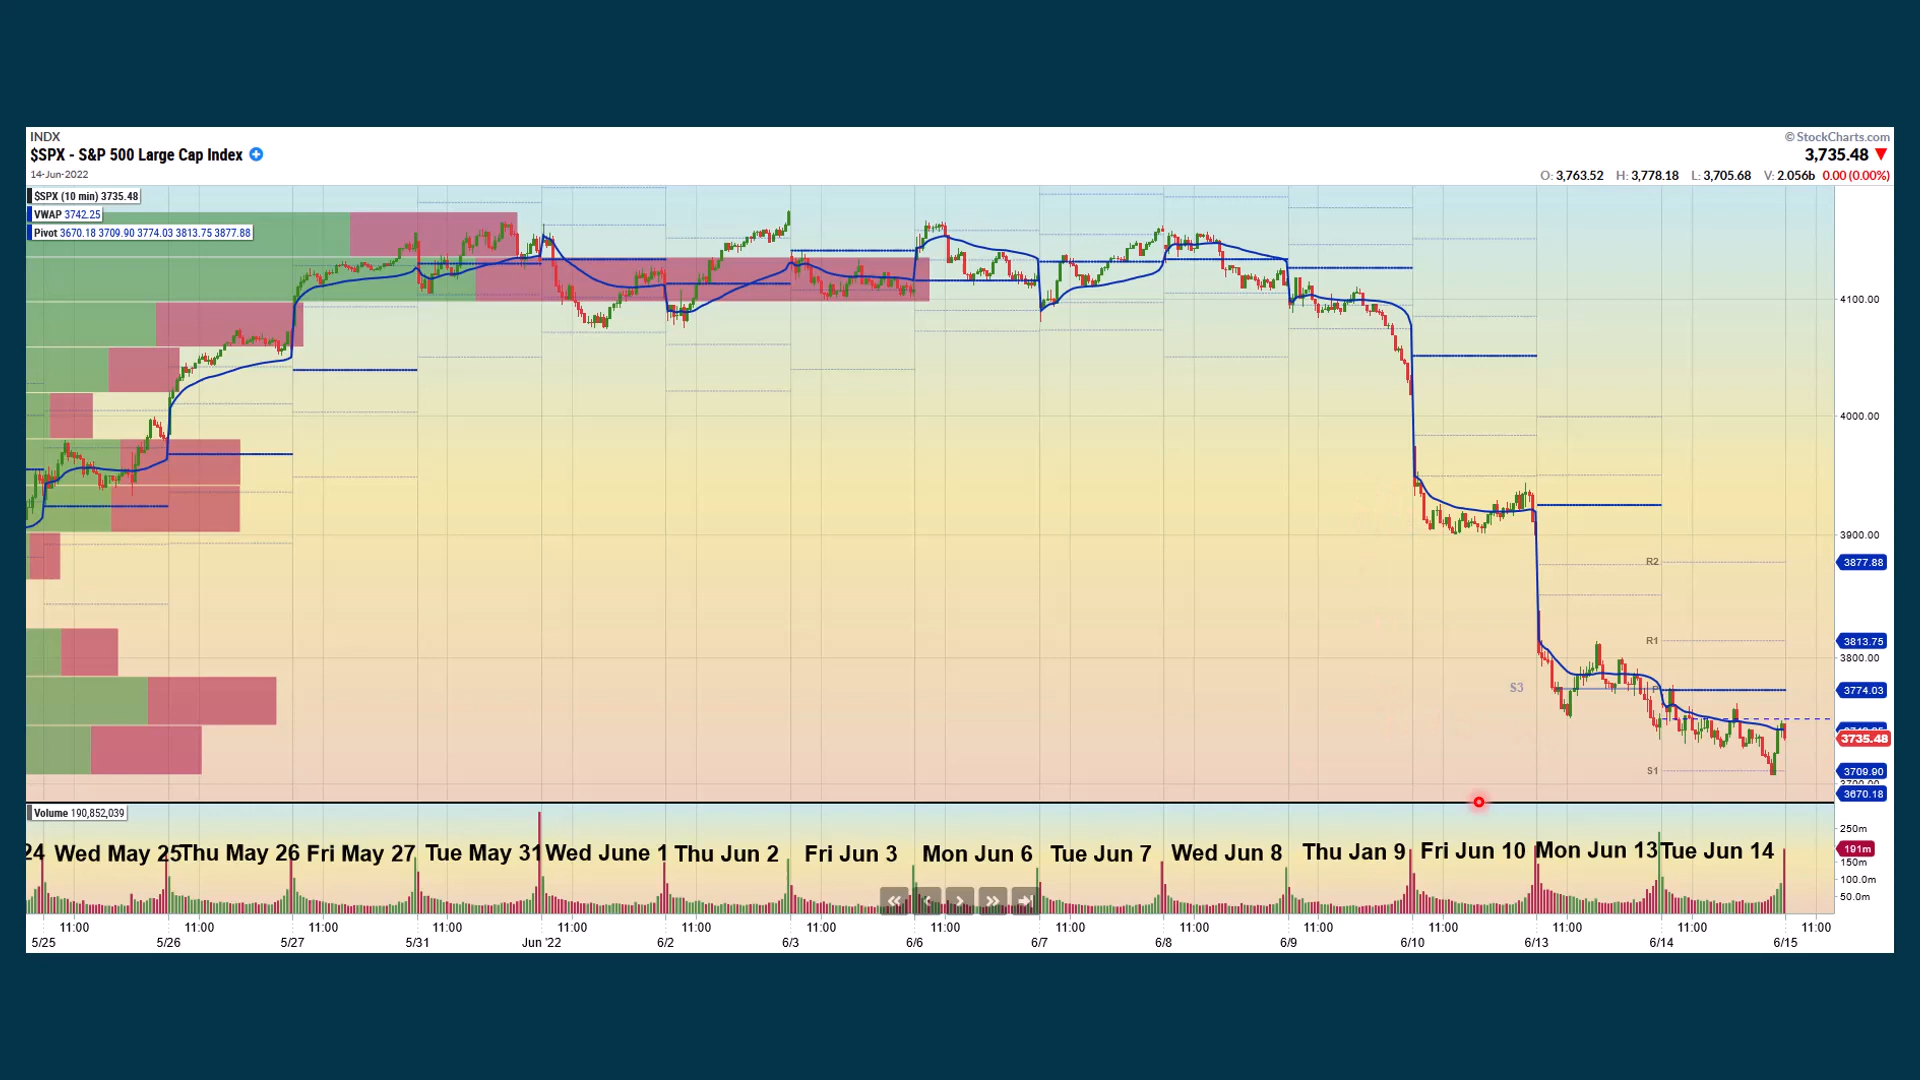 INDX
© StockCharts.com
$SPX - S&P 500 Large Cap Index
3,735.48
14-Jun-2022
O: 3,763.52 H: 3,778.18 L: 3,705.68 V: 2.056b 0.00 (0.00%)
$SPX (10 min) 3735.48
VWAP 3742.25
Pivot 3670.18 3709.90 3774.03 3813.75 3877.88
4100.00
4000.00
3900.00
R2
3877.88
R1
3813.75
3800.00
S3
P
3774.03
3735.48
S1
3709.90
3700.00
3670.18
Volume 190,852,039
250m
24 Wed May 25 Thu May 26 Fri May 27 Tue May 31 Wed June 1 Thu Jun 2 Fri Jun 3 Mon Jun 6 Tue Jun 7 Wed Jun 8 Thu Jan 9 Fri Jun 10 Mon Jun 13 Tue Jun 14
191m
150m
100.0m
50.0m
11:00 11:00 11:00 11:00 11:00 11:00 11:00 11:00 11:00 11:00 11:00 11:00 11:00 11:00 11:00
5/25 5/26 5/27 5/31 Jun '22 6/2 6/3 6/6 6/7 6/8 6/9 6/10 6/13 6/14 6/15